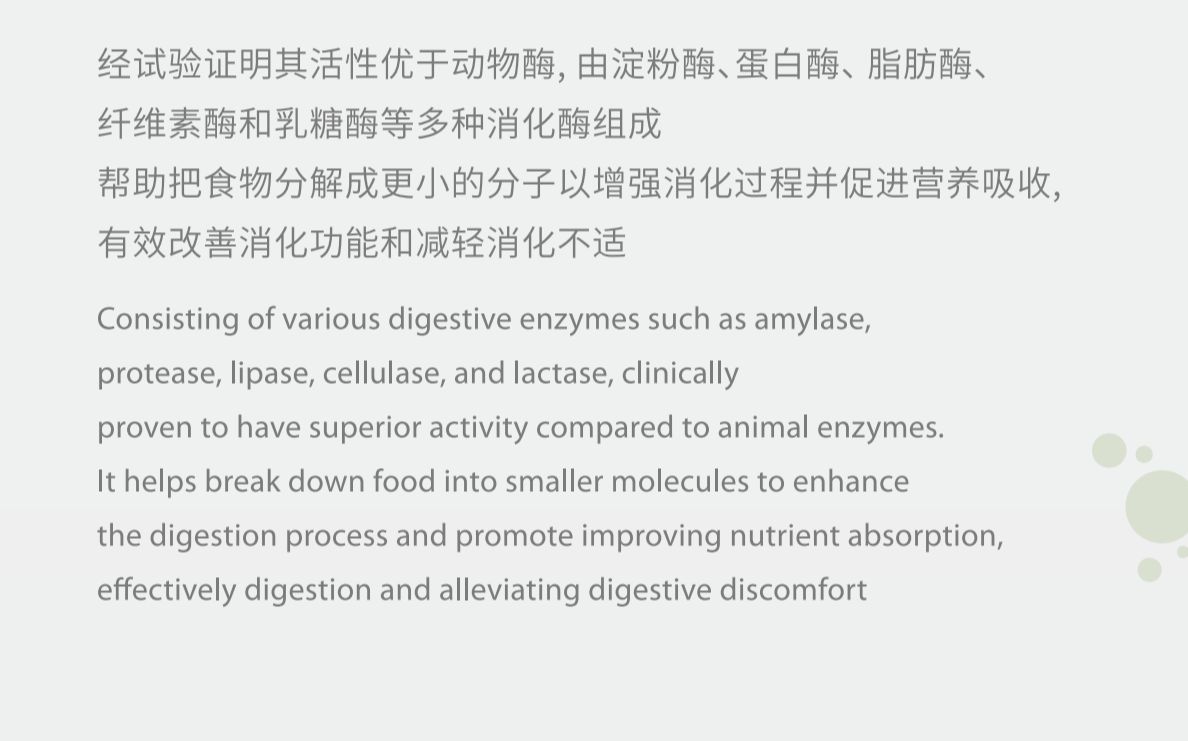 经试验证明其活性优于动物酶, 由淀粉酶、蛋白酶、脂肪酶、
纤维素酶和乳糖酶等多种消化酶组成
帮助把食物分解成更小的分子以增强消化过程并促进营养吸收,
有效改善消化功能和减轻消化不适
Consisting of various digestive enzymes such as amylase,
protease, lipase, cellulase, and lactase, clinically
proven to have superior activity compared to animal enzymes.
It helps break down food into smaller molecules to enhance
the digestion process and promote improving nutrient absorption,
effectively digestion and alleviating digestive discomfort